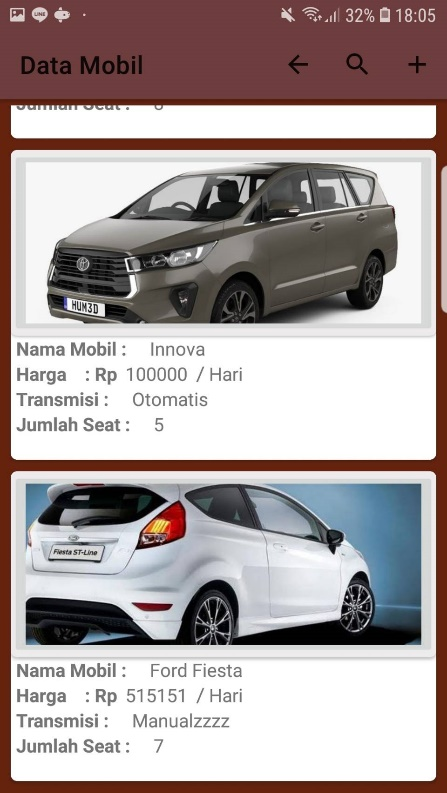 32% 18:05
Data Mobil
Jumlah Seat :
HUM3D
Nama Mobil : Innova
Harga : Rp 100000 / Hari
Transmisi : Otomatis
Jumlah Seat : 5
Fiesta ST-Line
Nama Mobil : Ford Fiesta
Harga : Rp 515151 / Hari
Transmisi : Manualzzzz
Jumlah Seat : 7